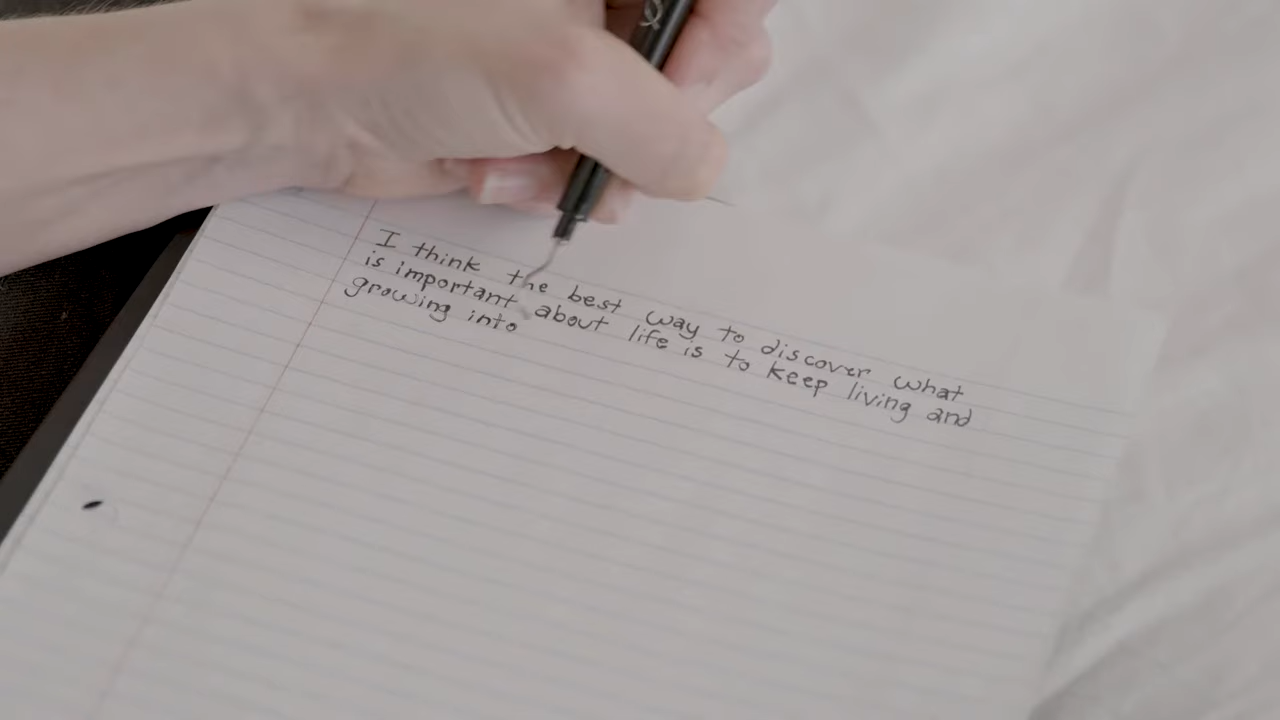 I think the best way to discover what
is important about life is to keep living and
growing into